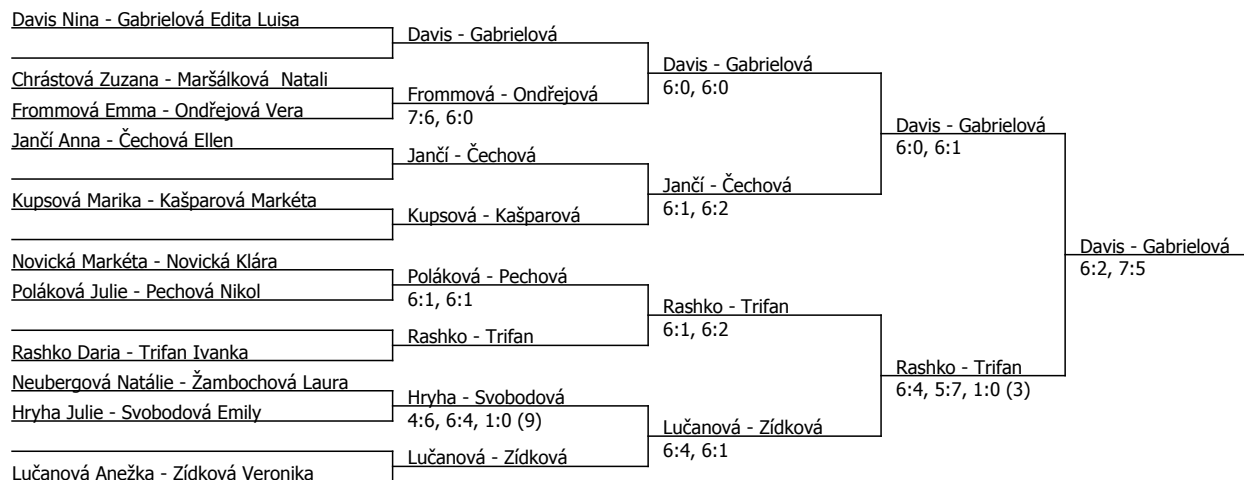 Davis Nina - Gabrielová Edita Luisa
Davis - Gabrielová
Davis - Gabrielová
6:0, 6:0
Chrástová Zuzana - Maršálková  Natali
Frommová - Ondřejová
7:6, 6:0
Frommová Emma - Ondřejová Vera
Davis - Gabrielová
6:0, 6:1
Jančí Anna - Čechová Ellen
Jančí - Čechová
Jančí - Čechová
6:1, 6:2
Kupsová Marika - Kašparová Markéta
Kupsová - Kašparová
Davis - Gabrielová
6:2, 7:5
Novická Markéta - Novická Klára
Poláková - Pechová
6:1, 6:1
Poláková Julie - Pechová Nikol
Rashko - Trifan
6:1, 6:2
Rashko - Trifan
Rashko Daria - Trifan Ivanka
Rashko - Trifan
6:4, 5:7, 1:0 (3)
Neubergová Natálie - Žambochová Laura
Hryha - Svobodová
4:6, 6:4, 1:0 (9)
Hryha Julie - Svobodová Emily
Lučanová - Zídková
6:4, 6:1
Lučanová - Zídková
Lučanová Anežka - Zídková Veronika